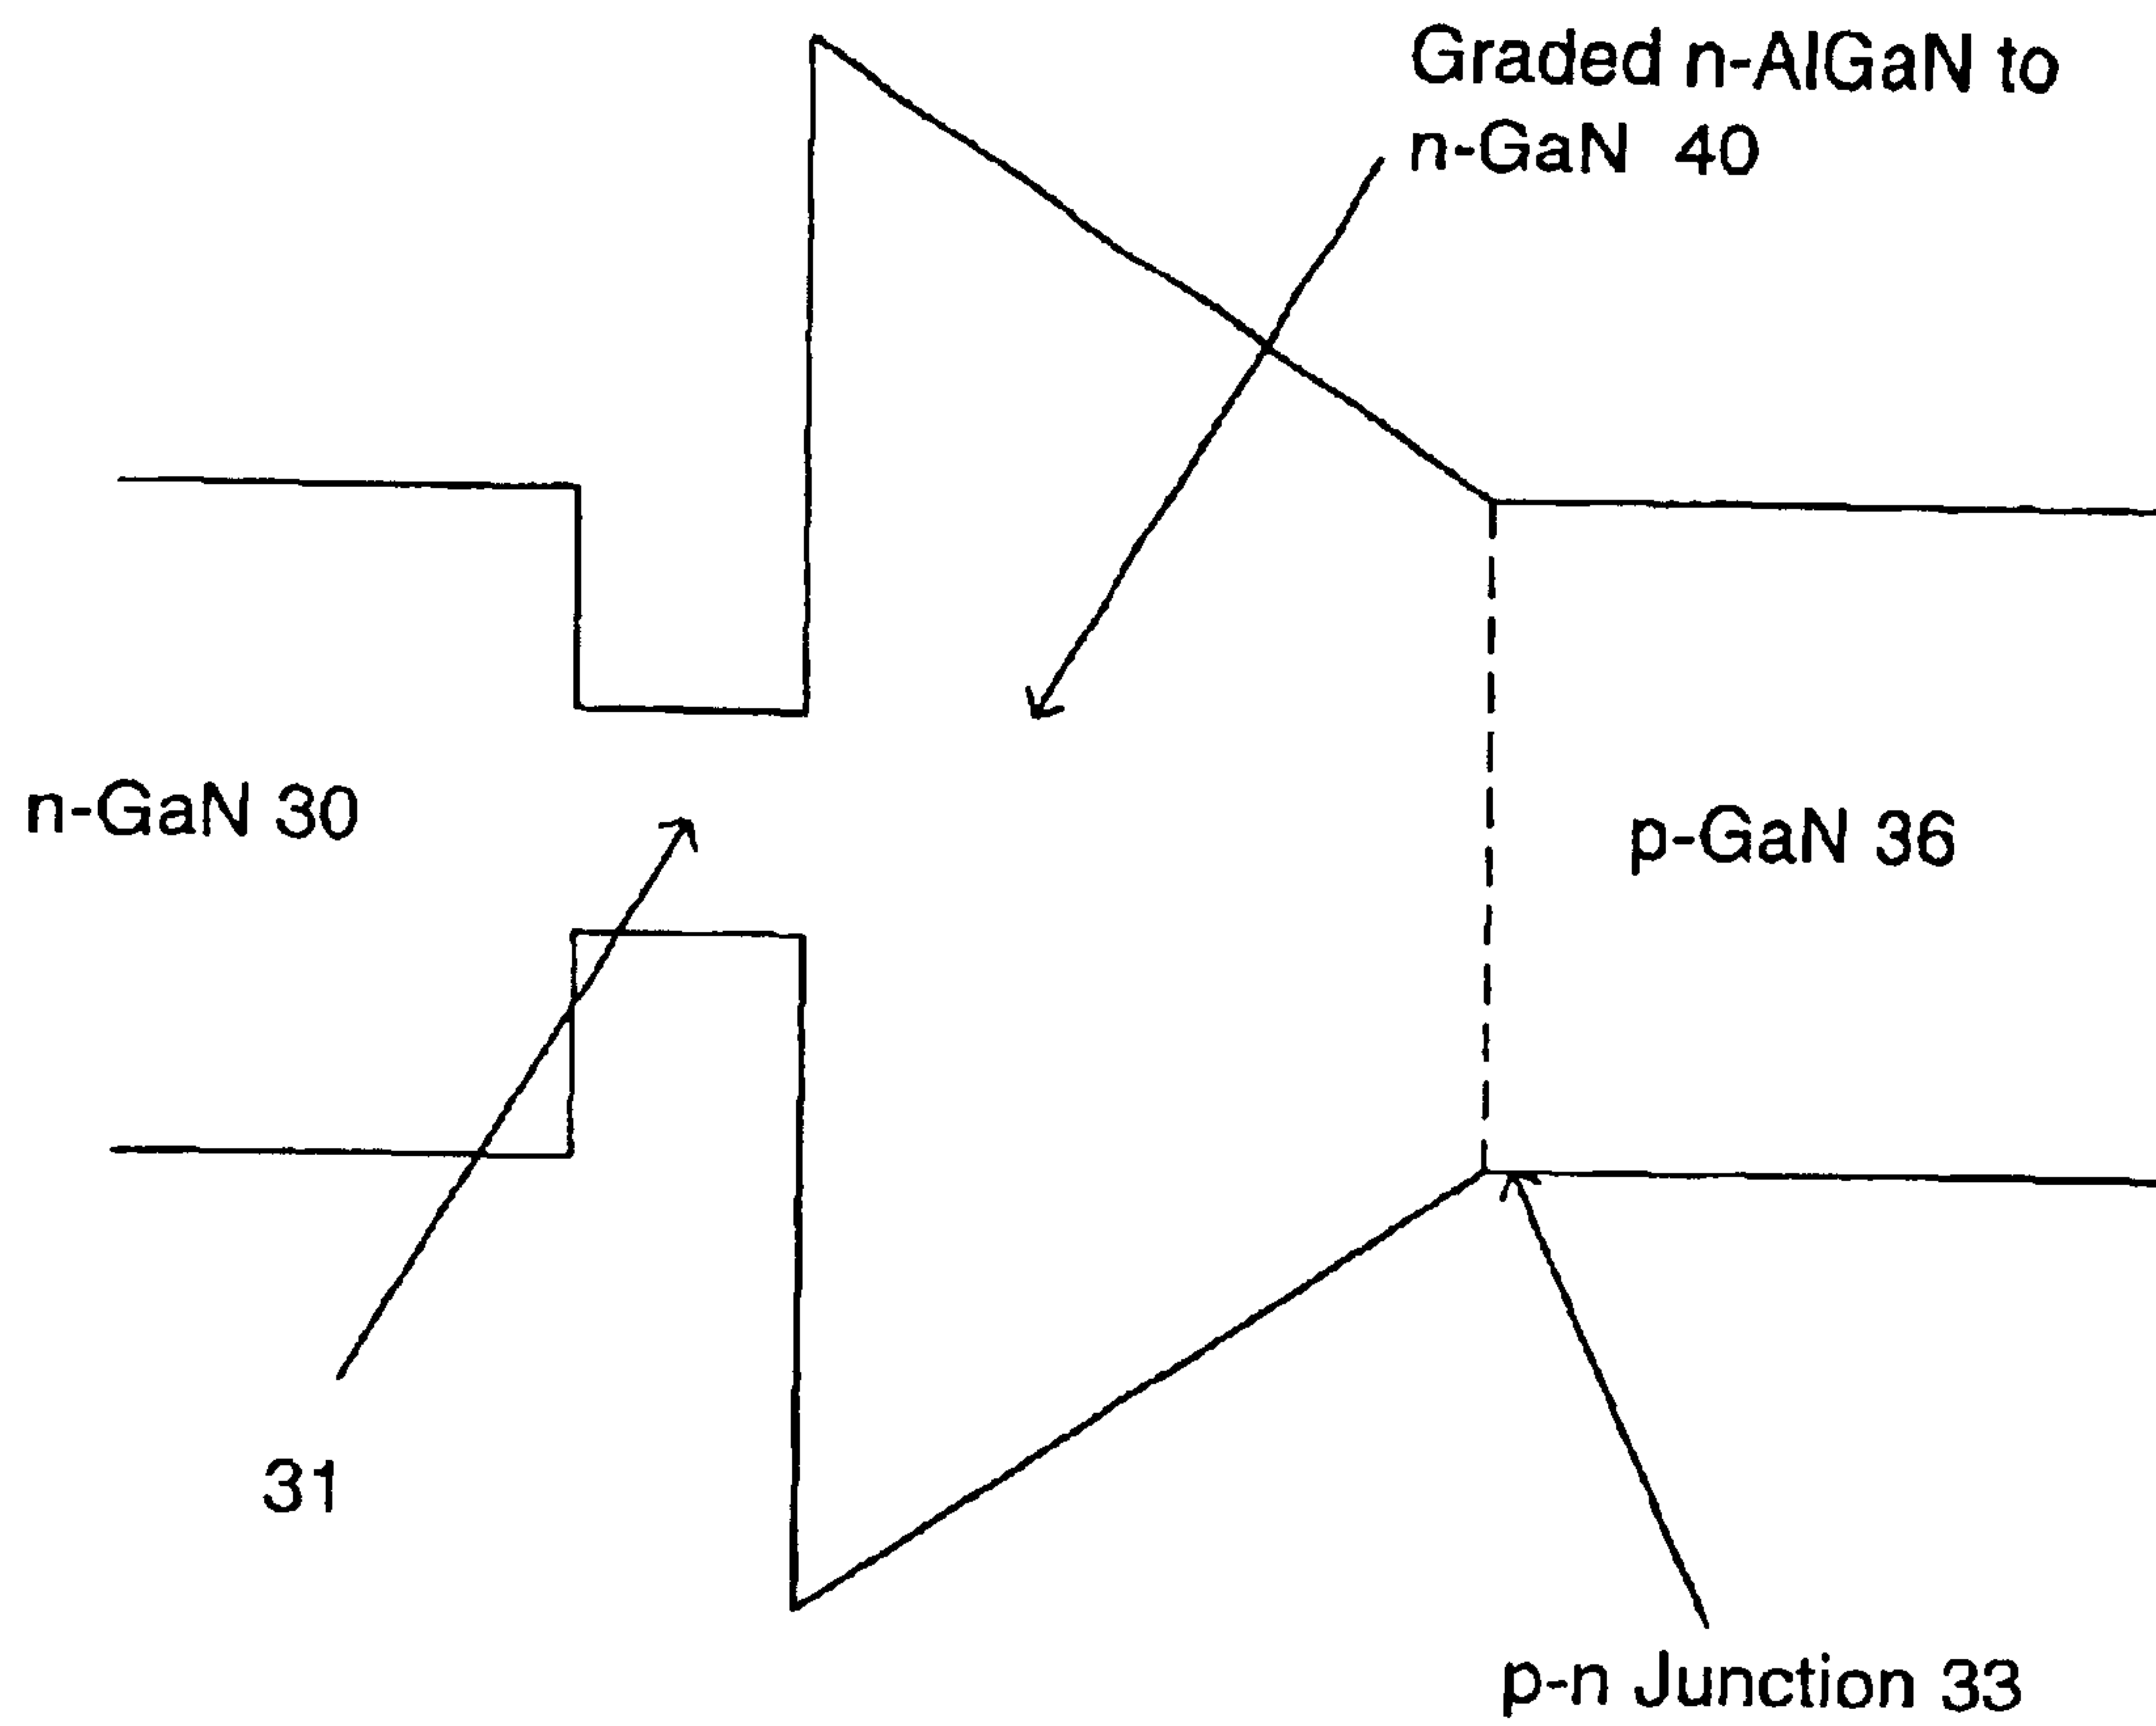 Graded n-AlGaN to
n-GaN 40
n-GaN 30
p-GaN 36
31
p-n Junction 33